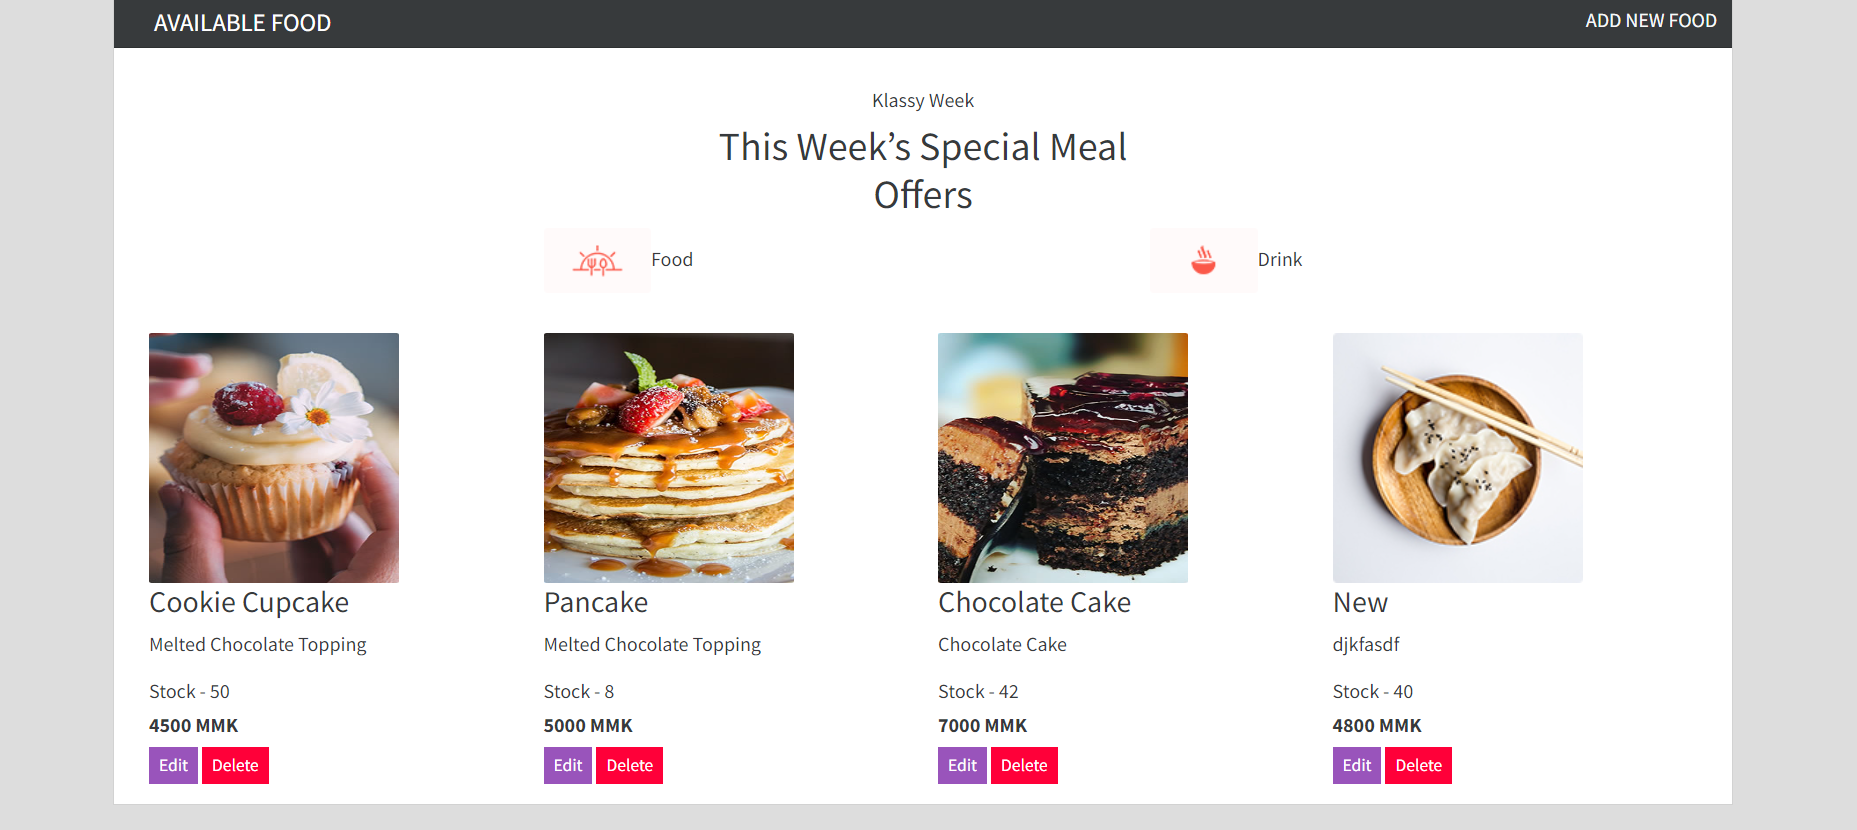 AVAILABLE FOOD
ADD NEW FOOD
Klassy Week
This Week’s Special Meal
Offers
Food
Drink
Cookie Cupcake
Melted Chocolate Topping
Stock - 50
4500 MMK
Edit Delete
Pancake
Melted Chocolate Topping
Stock - 8
5000 MMK
Edit Delete
Chocolate Cake
Chocolate Cake
Stock - 42
7000 MMK
Edit Delete
New
djkfasdf
Stock - 40
4800 MMK
Edit Delete